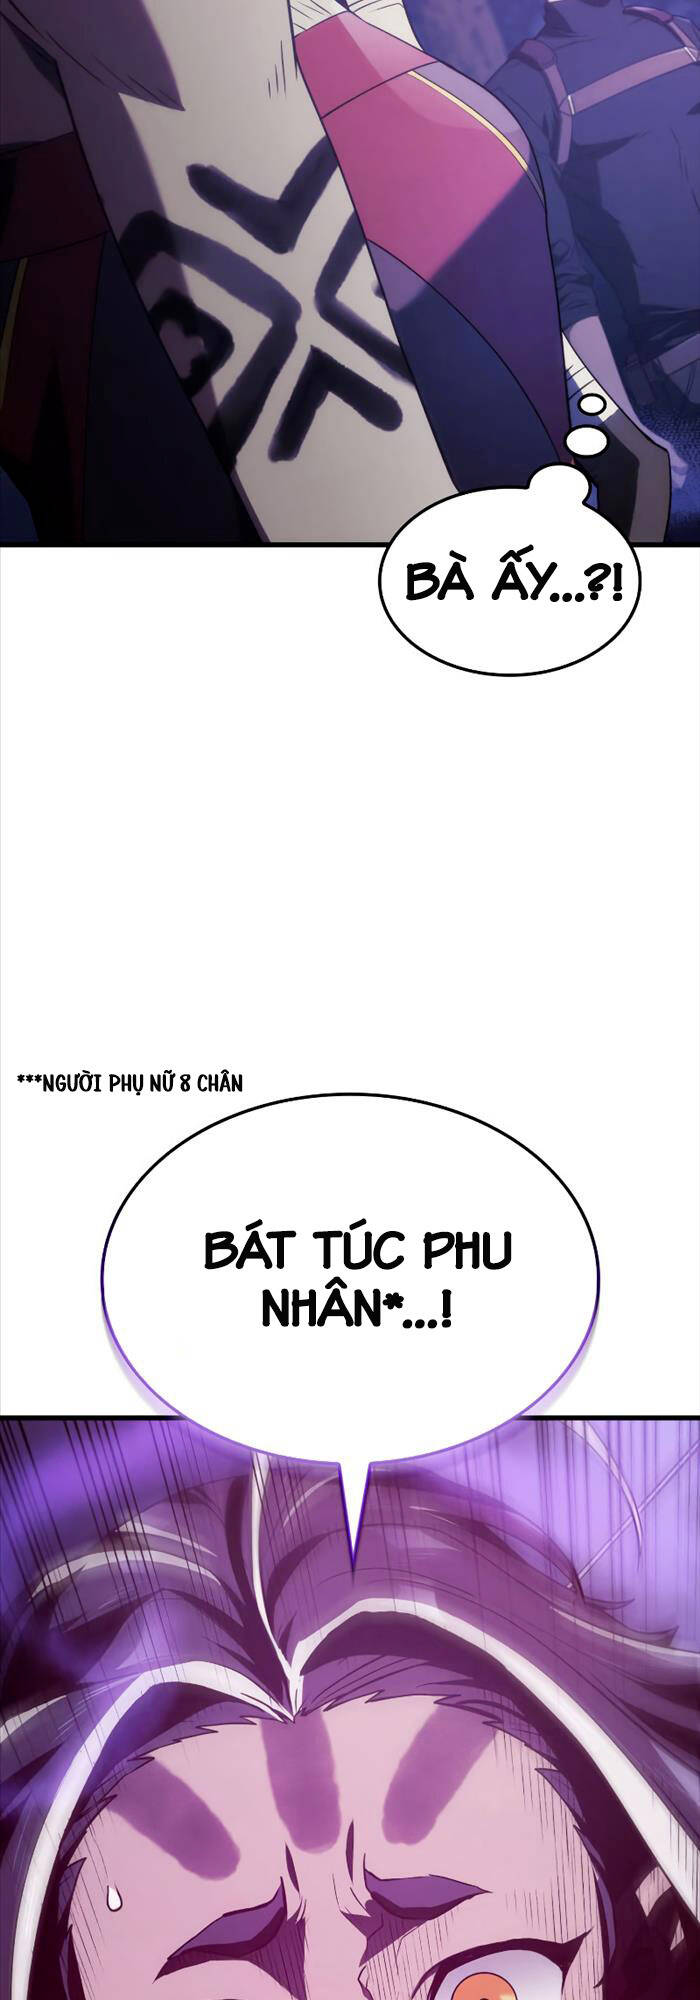 BÀ ẤY...?!
***NGƯỜI PHỤ NỮ 8 CHÂN
BÁT TÚC PHU
NHÂN*...!